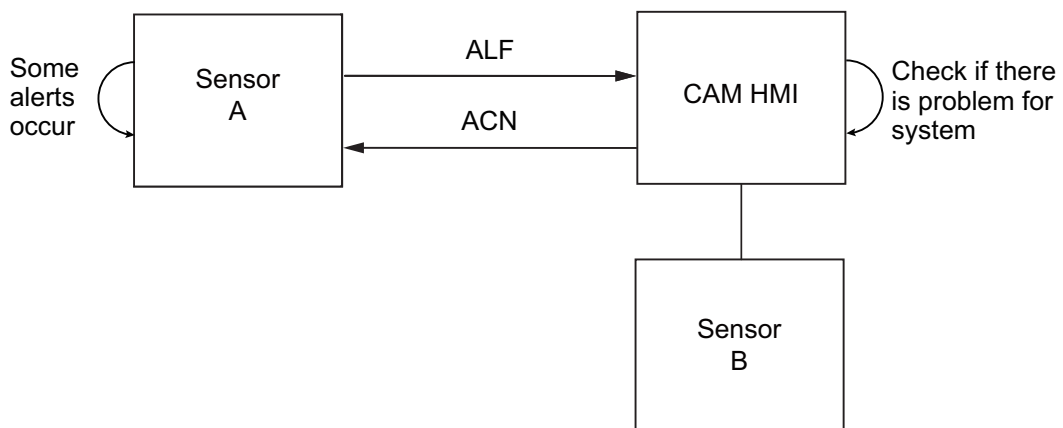 Some
alerts
occur
Sensor
A
ALF
ACN
CAM HMI
Check if there
is problem for
system
Sensor
B